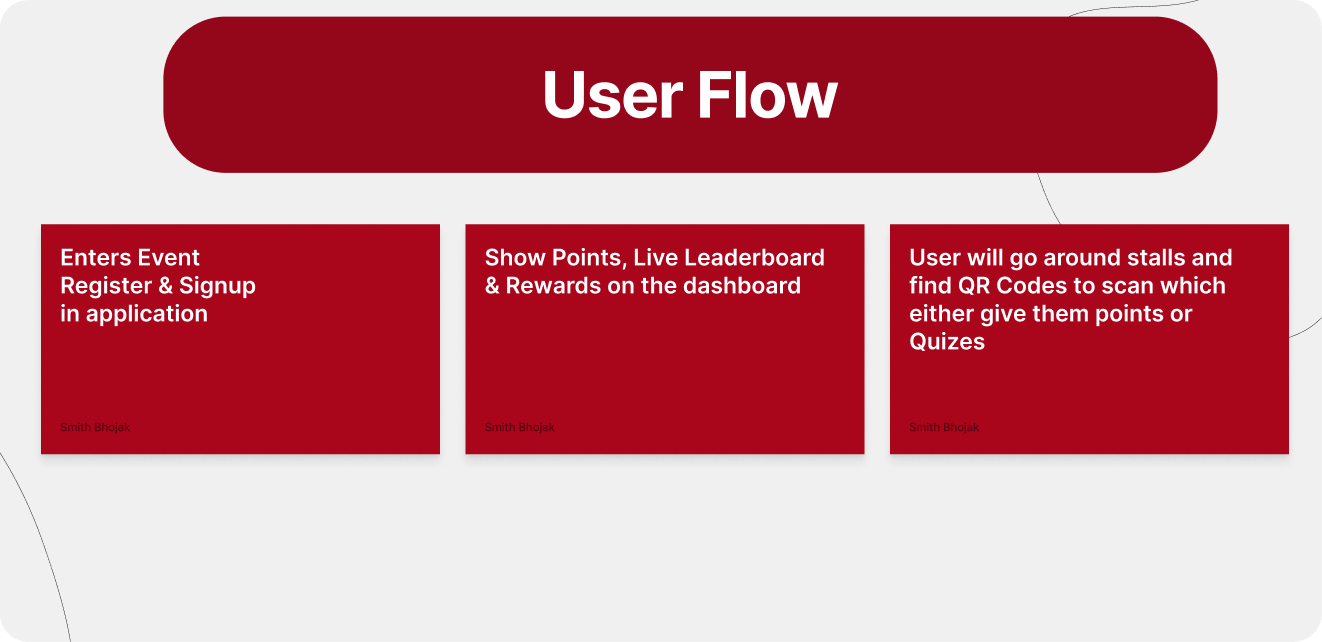 User Flow
Enters Event
Register & Signup
in application
Smith Bhojak
Show Points, Live Leaderboard
& Rewards on the dashboard
Smith Bhojak
User will go around stalls and
find QR Codes to scan which
either give them points or
Quizes
Smith Bhojak